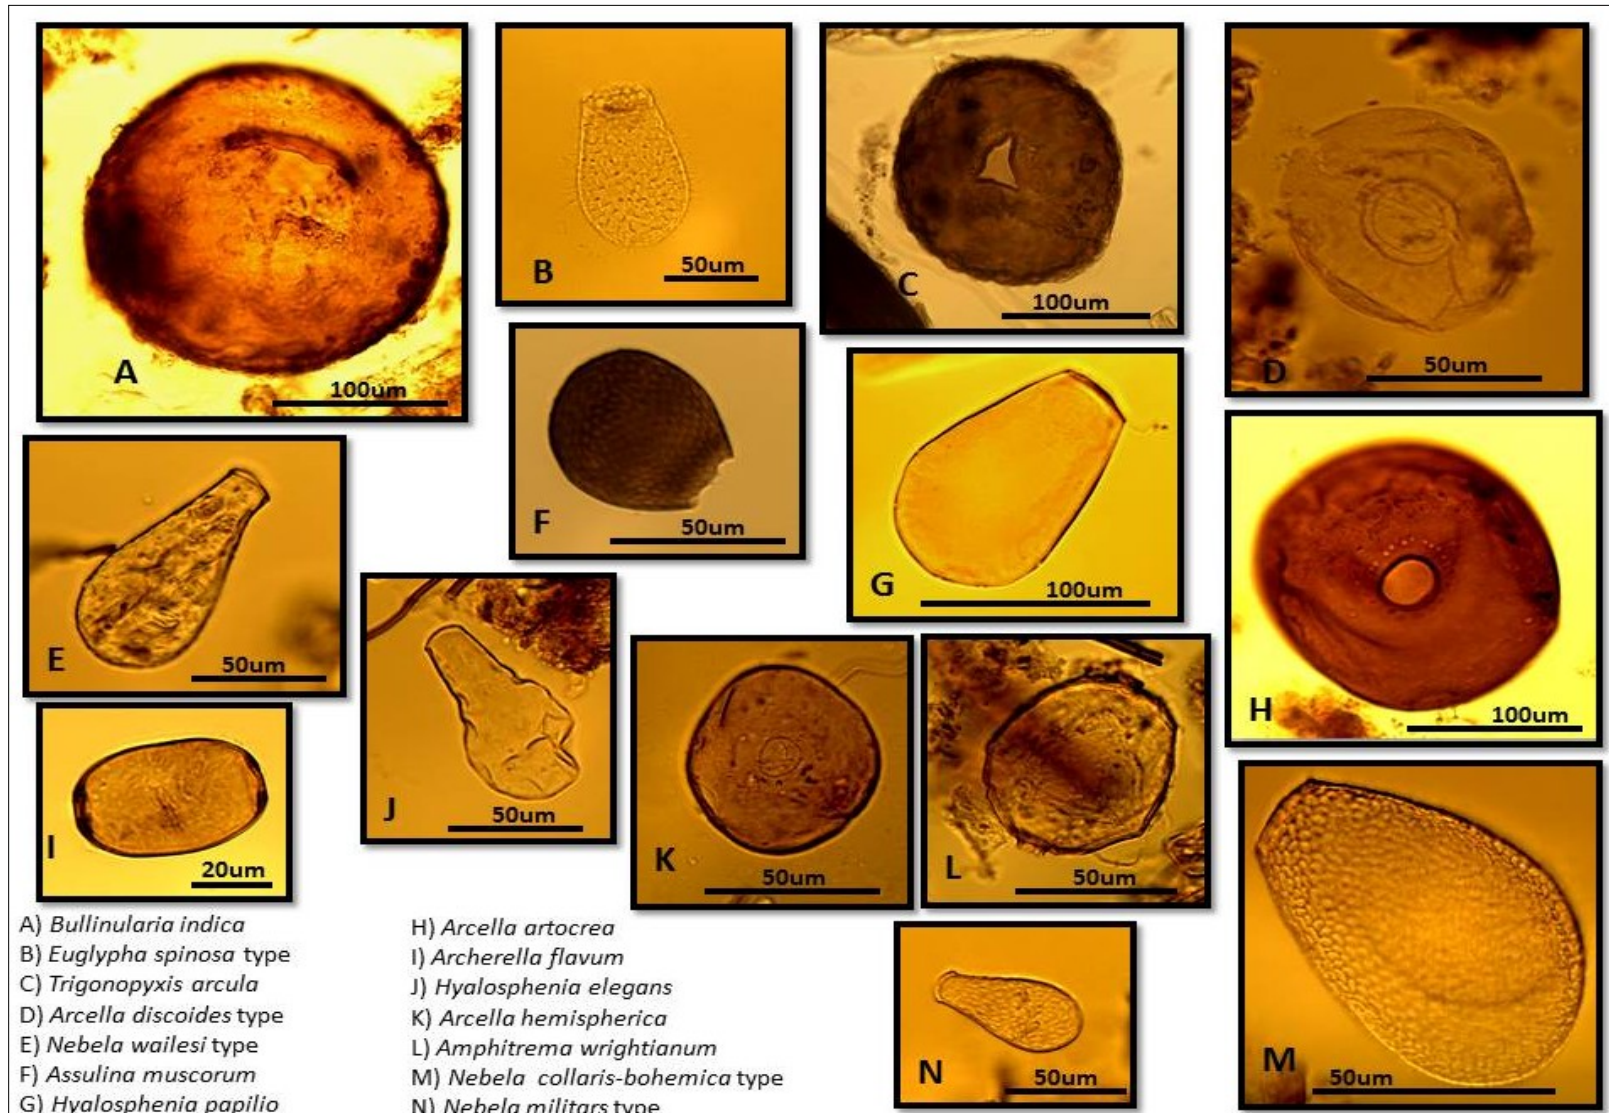 A
100um
B
50um
C
100um
D
50um
E
50um
F
50um
G
100um
H
100um
I
20um
J
50um
K
50um
L
50um
M
50um
N
50um
A) Bullinularia indica
B) Euglypha spinosa type
C) Trigonopyxis arcula
D) Arcella discoides type
E) Nebela wailesi type
F) Assulina muscorum
G) Hyalosphenia papilio
H) Arcella artocrea
I) Archerella flavum
J) Hyalosphenia elegans
K) Arcella hemispherica
L) Amphitrema wrightianum
M) Nebela collaris-bohemica type
N) Nebela militars type